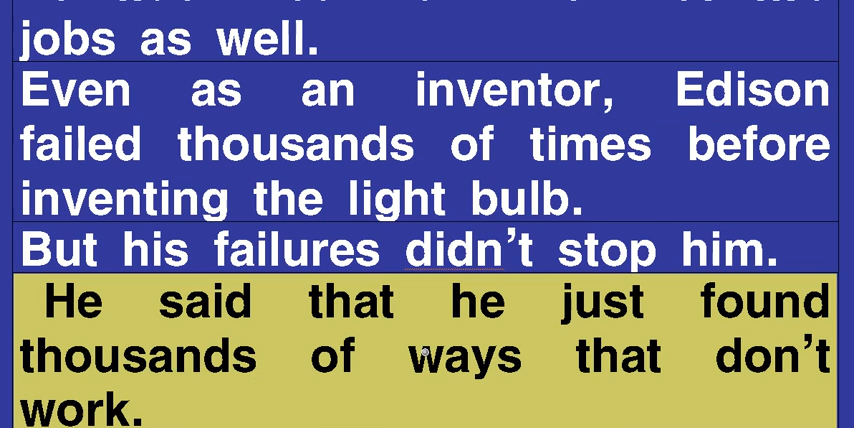 jobs as well.
Even as an inventor, Edison
failed thousands of times before
inventing the light bulb.
But his failures didn’t stop him.
He said that he just found
thousands of ways that don’t
work.